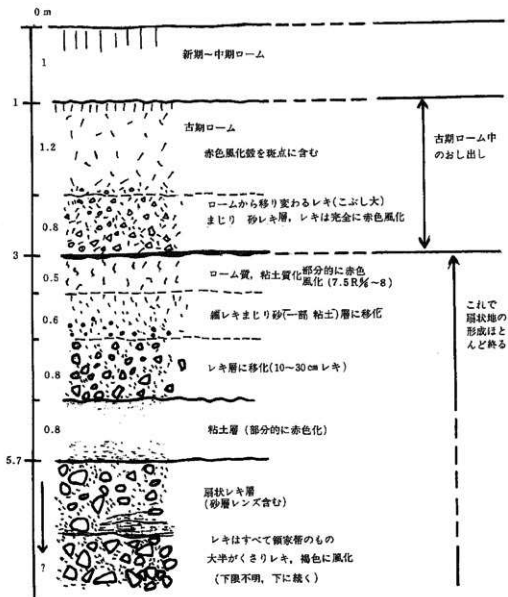 0 m
1
新期〜中期ローム
1
1.2
古期ローム
赤色風化殻を斑点に含む
古期ローム中
のおし出し
0.8
ロームから移り変わるレキ(こぶし大)
まじり 砂レキ層,レキは完全に赤色風化
3
0.5
ローム質,粘土質化部分的に赤色
風化(7.5R
〜8)
0.6
細レキまじり砂(一部 粘土)層に移化
これで
扇状地の
形成ほと
んど終る
0.8
レキ層に移化(10〜30cmレキ)
0.8
粘土層(部分的に赤色化)
5.7
扇状レキ層
(砂層レンズ含む)
?
レキはすべて領家帯のもの
大半がくさりレキ,褐色に風化
(下限不明,下に続く)